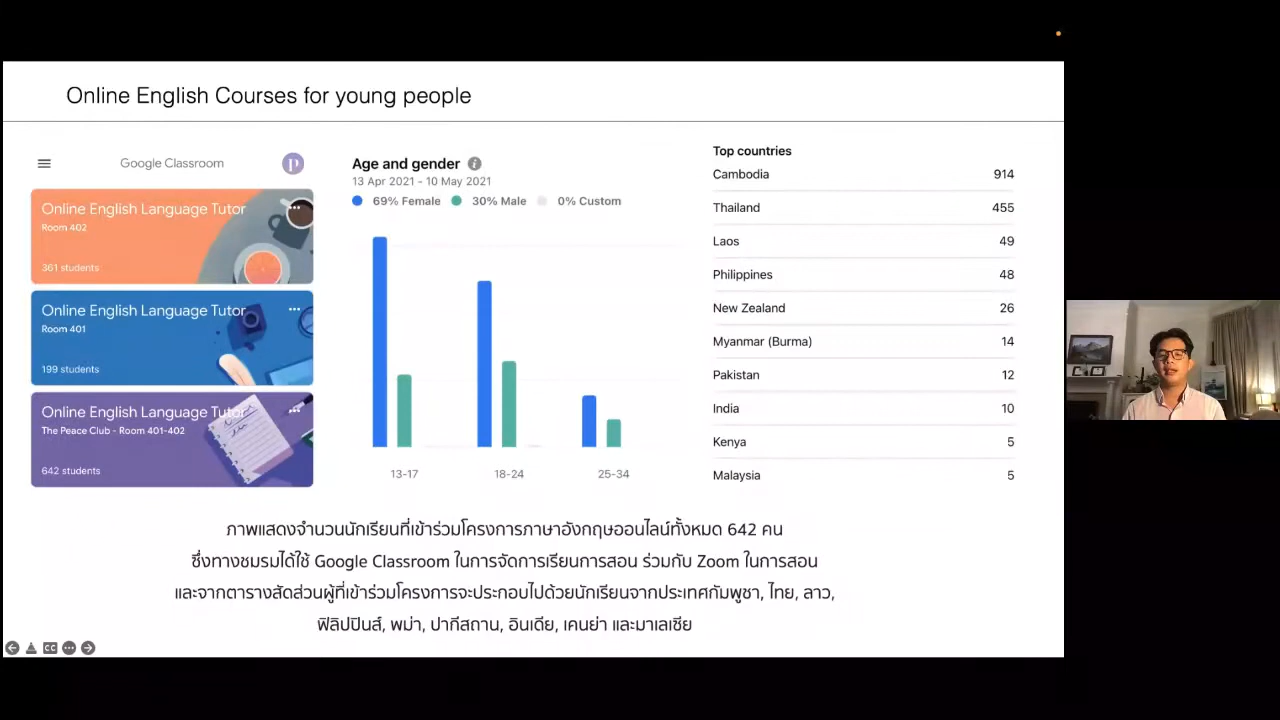 Online English Courses for young people
Google Classroom
Online English Language Tutor
Room 402
361 students
Online English Language Tutor
Room 401
199 students
Online English Language Tutor
The Peace Club - Room 401-402
642 students
Age and gender
13 Apr 2021 - 10 May 2021
69% Female 30% Male 0% Custom
13-17 18-24 25-34
Top countries
Cambodia 914
Thailand 455
Laos 49
Philippines 48
New Zealand 26
Myanmar (Burma) 14
Pakistan 12
India 10
Kenya 5
Malaysia 5
ภาพแสดงจำนวนนักเรียนที่เข้าร่วมโครงการภาษาอังกฤษออนไลน์ทั้งหมด 642 คน
ซึ่งทางชมรมได้ใช้ Google Classroom ในการจัดการเรียนการสอน ร่วมกับ Zoom ในการสอน
และจากตารางสัดส่วนผู้ที่เข้าร่วมโครงการจะประกอบไปด้วยนักเรียนจากประเทศกัมพูชา, ไทย, ลาว,
ฟิลิปปินส์, พม่า, ปากีสถาน, อินเดีย, เคนย่า และมาเลเซีย
CC